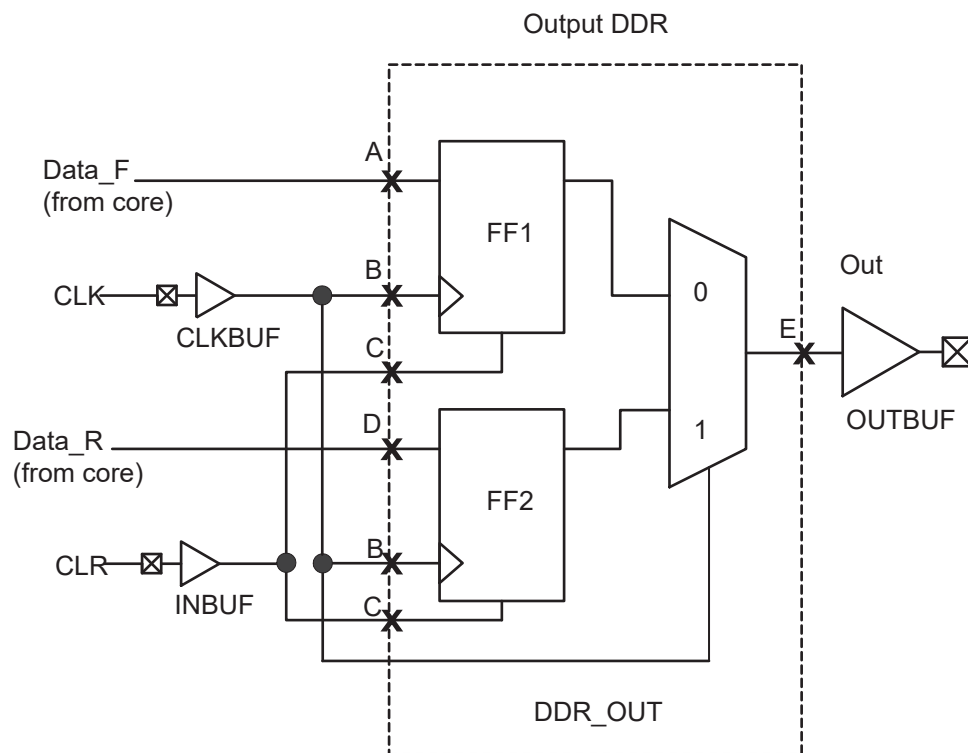 Output DDR
A
Data_F
(from core)
FF1
B
CLK
CLKBUF
C
0
Out
E
OUTBUF
D
Data_R
(from core)
1
FF2
B
CLR
INBUF
C
DDR_OUT